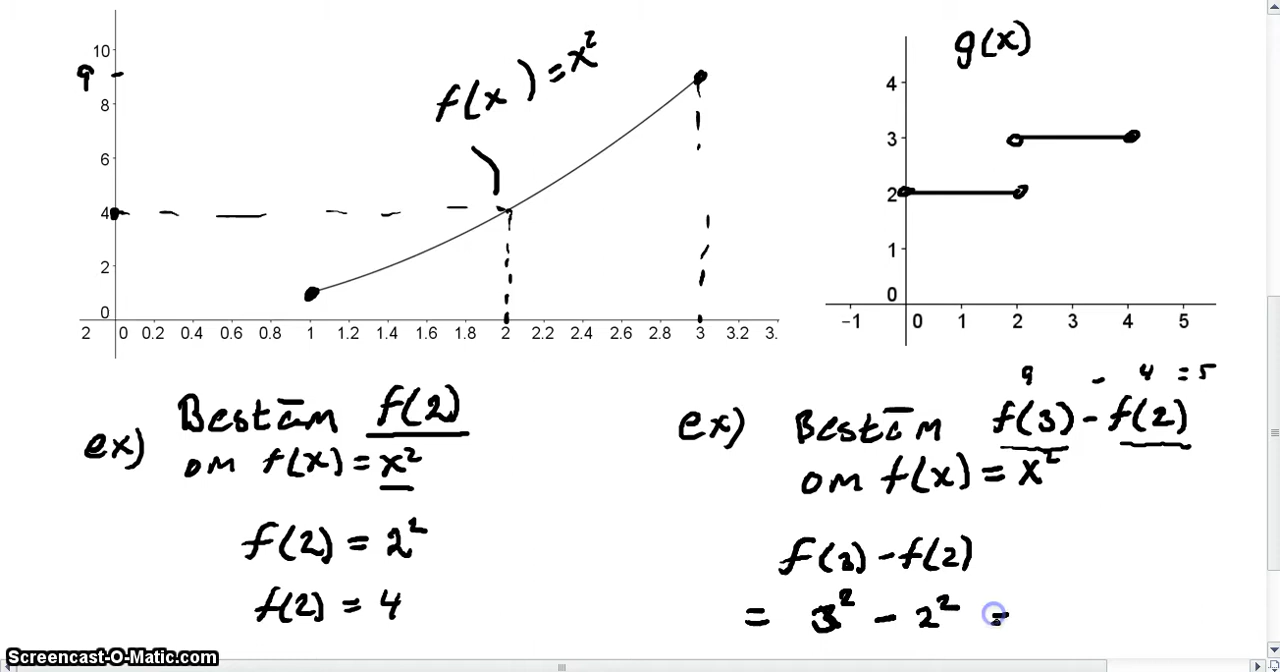 f(x) = x²
10
9
8
6
4
2
0
2 0 0.2 0.4 0.6 0.8 1 1.2 1.4 1.6 1.8 2 2.2 2.4 2.6 2.8 3 3.2 3.
g(x)
4
3
2
1
0
−1 0 1 2 3 4 5
ex) Bestäm f(2)
om f(x) = x²
f(2) = 2²
f(2) = 4
9 - 4 = 5
ex) Bestäm f(3) - f(2)
om f(x) = x²
f(3) - f(2)
= 3² - 2² =
Screencast-O-Matic.com